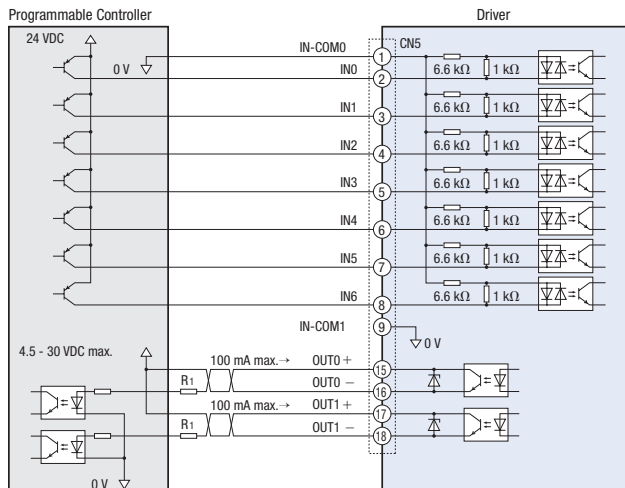 Programmable Controller
Driver
24 VDC
0 V
IN-COM0
CN5
1
6.6 kΩ
1 kΩ
IN0
2
IN1
3
6.6 kΩ
1 kΩ
IN2
4
6.6 kΩ
1 kΩ
IN3
5
6.6 kΩ
1 kΩ
IN4
6
6.6 kΩ
1 kΩ
IN5
7
6.6 kΩ
1 kΩ
IN6
8
6.6 kΩ
1 kΩ
IN-COM1
9
0 V
4.5 - 30 VDC max.
100 mA max.→
OUT0 +
15
R1
OUT0 −
16
100 mA max.→
OUT1 +
17
R1
OUT1 −
18
0 V